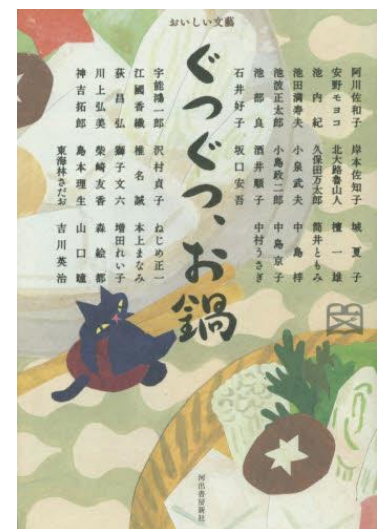 おいしい文藝
ぐつぐつ、お鍋
阿川佐和子 岸本佐知子 城夏子
安野モヨコ 北大路魯山人 檀一雄
池内紀 久保田万太郎 筒井ともみ
池田満寿夫 小泉武夫 中島梓
池波正太郎 小島政二郎 中島京子
池部良 酒井順子 中村うさぎ
石井好子 坂口安吾
宇能鴻一郎 沢村貞子 ねじめ正一
江國香織 椎名誠 本上まなみ
荻昌弘 獅子文六 増田れい子
川上弘美 柴崎友香 森絵都
神吉拓郎 島本理生 山口瞳
東海林さだお 吉川英治
河出書房新社